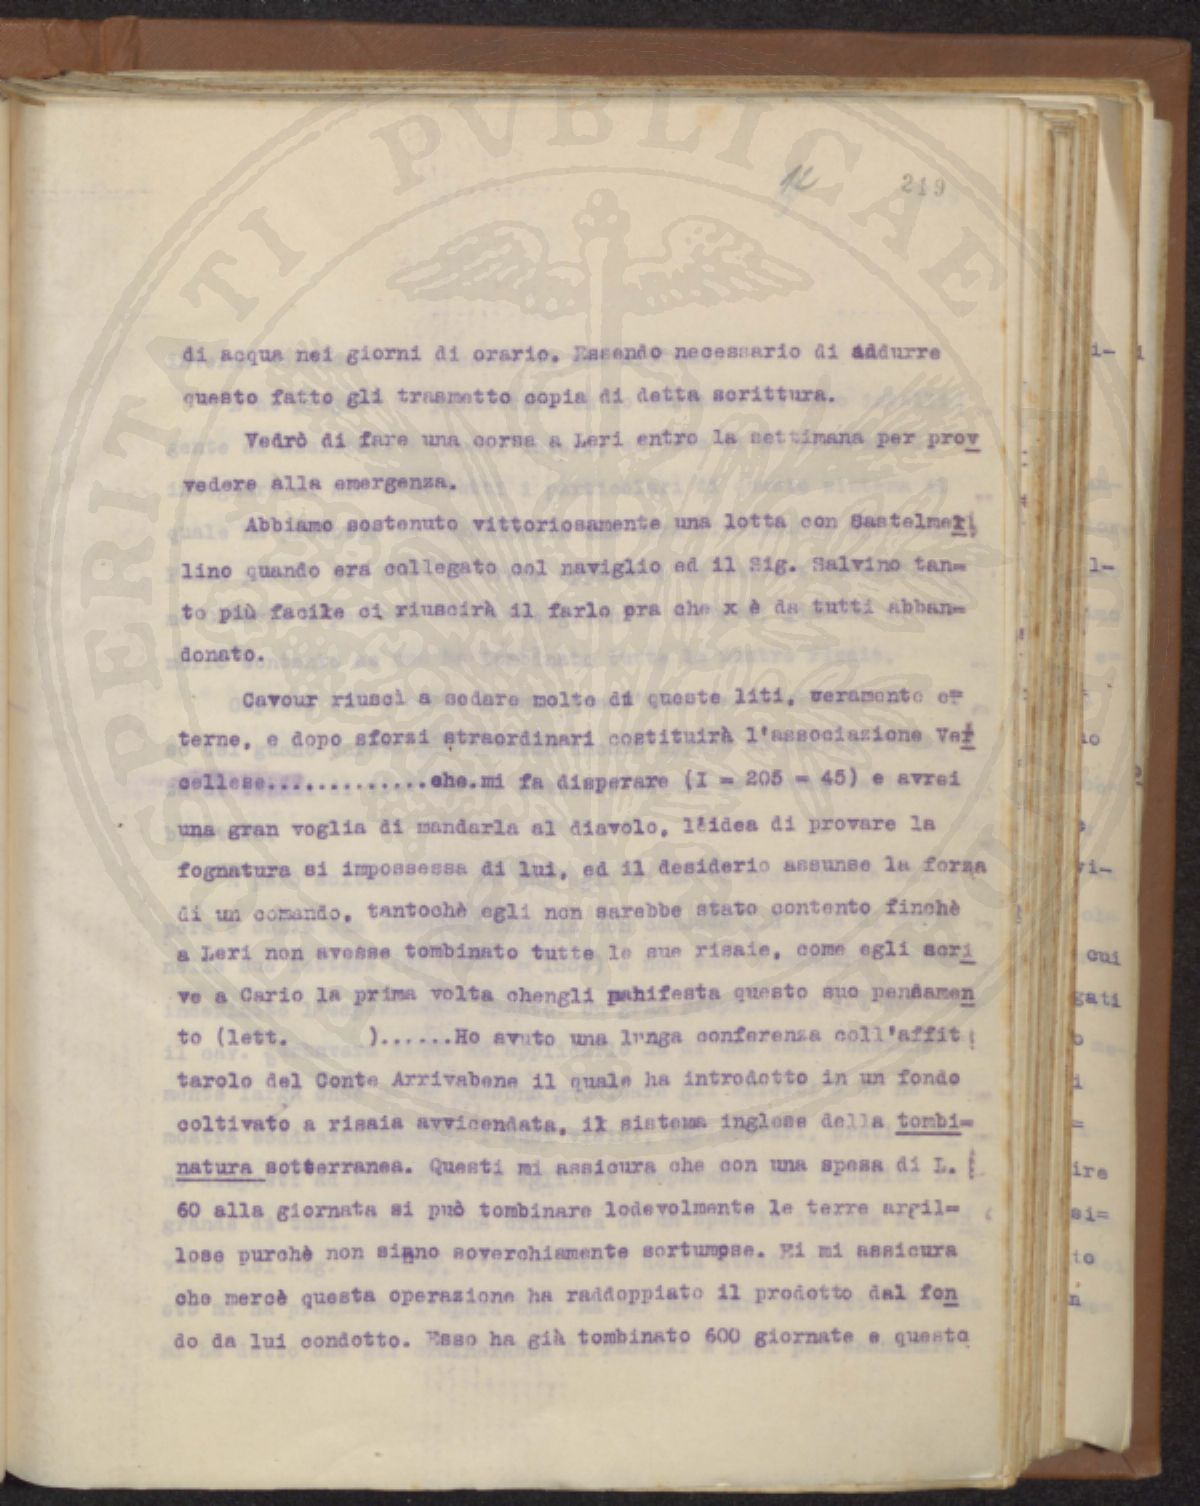 12 219
di acqua nei giorni di orario. Essendo necessario di addurre
questo fatto gli trasmetto copia di detta scrittura.
Vedrò di fare una corsa a Leri entro la settimana per prov
vedere alla emergenza.
Abbiamo sostenuto vittoriosamente una lotta con Sastelmer
lino quando era collegato col naviglio ed il Sig. Salvino tan=
to più facile ci riuscirà il farlo ora che x è da tutti abban=
donato.
Cavour riuscì a sedare molte di queste liti, veramente e=
terne, e dopo sforzi straordinari costituirà l'associazione Ver
cellese..............che.mi fa disperare (I = 205 = 45) e avrei
una gran voglia di mandarla al diavolo, l'idea di provare la
fognatura si impossessa di lui, ed il desiderio assunse la forza
di un comando, tantochè egli non sarebbe stato contento finchè
a Leri non avesse tombinato tutte le sue risaie, come egli scri
ve a Cario la prima volta chengli manifesta questo suo pensamen
to (lett. )......Ho avuto una lunga conferenza coll'affit
tarolo del Conte Arrivabene il quale ha introdotto in un fondo
coltivato a risaia avvicendata, il sistema inglese della tombi=
natura sotterranea. Questi mi assicura che con una spesa di L.
60 alla giornata si può tombinare lodevolmente le terre argil=
lose purchè non siano soverchiamente sortumose. Ei mi assicura
che mercè questa operazione ha raddoppiato il prodotto dal fon
do da lui condotto. Esso ha già tombinato 600 giornate e questo
SPERITATI PVBLICAE